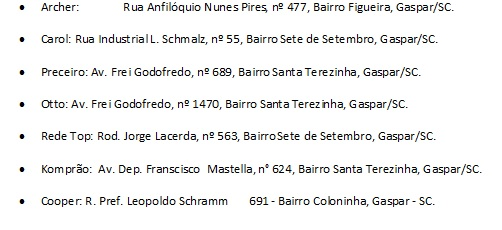 • Archer: Rua Anfilóquio Nunes Pires, nº 477, Bairro Figueira, Gaspar/SC.
• Carol: Rua Industrial L. Schmalz, nº 55, Bairro Sete de Setembro, Gaspar/SC.
• Preceiro: Av. Frei Godofredo, nº 689, Bairro Santa Terezinha, Gaspar/SC.
• Otto: Av. Frei Godofredo, nº 1470, Bairro Santa Terezinha, Gaspar/SC.
• Rede Top: Rod. Jorge Lacerda, nº 563, Bairro Sete de Setembro, Gaspar/SC.
• Komprão: Av. Dep. Franscisco Mastella, n° 624, Bairro Santa Terezinha, Gaspar/SC.
• Cooper: R. Pref. Leopoldo Schramm 691 - Bairro Coloninha, Gaspar - SC.